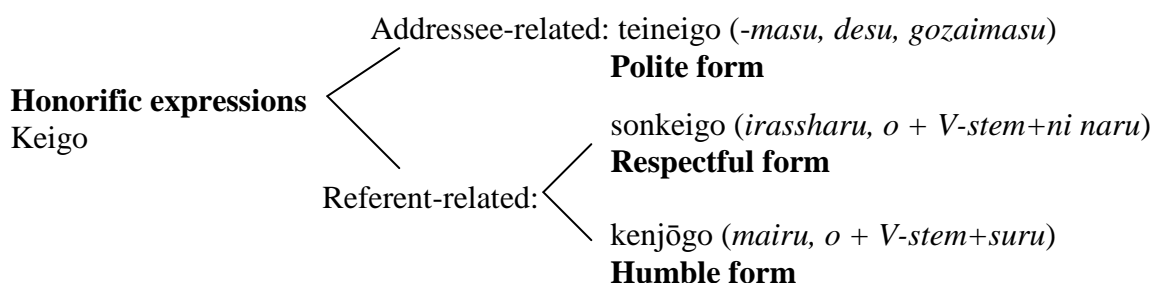 Addressee-related: teineigo (-masu, desu, gozaimasu)
Polite form
Honorific expressions
Keigo
sonkeigo (irassharu, o + V-stem+ni naru)
Respectful form
Referent-related:
kenjōgo (mairu, o + V-stem+suru)
Humble form